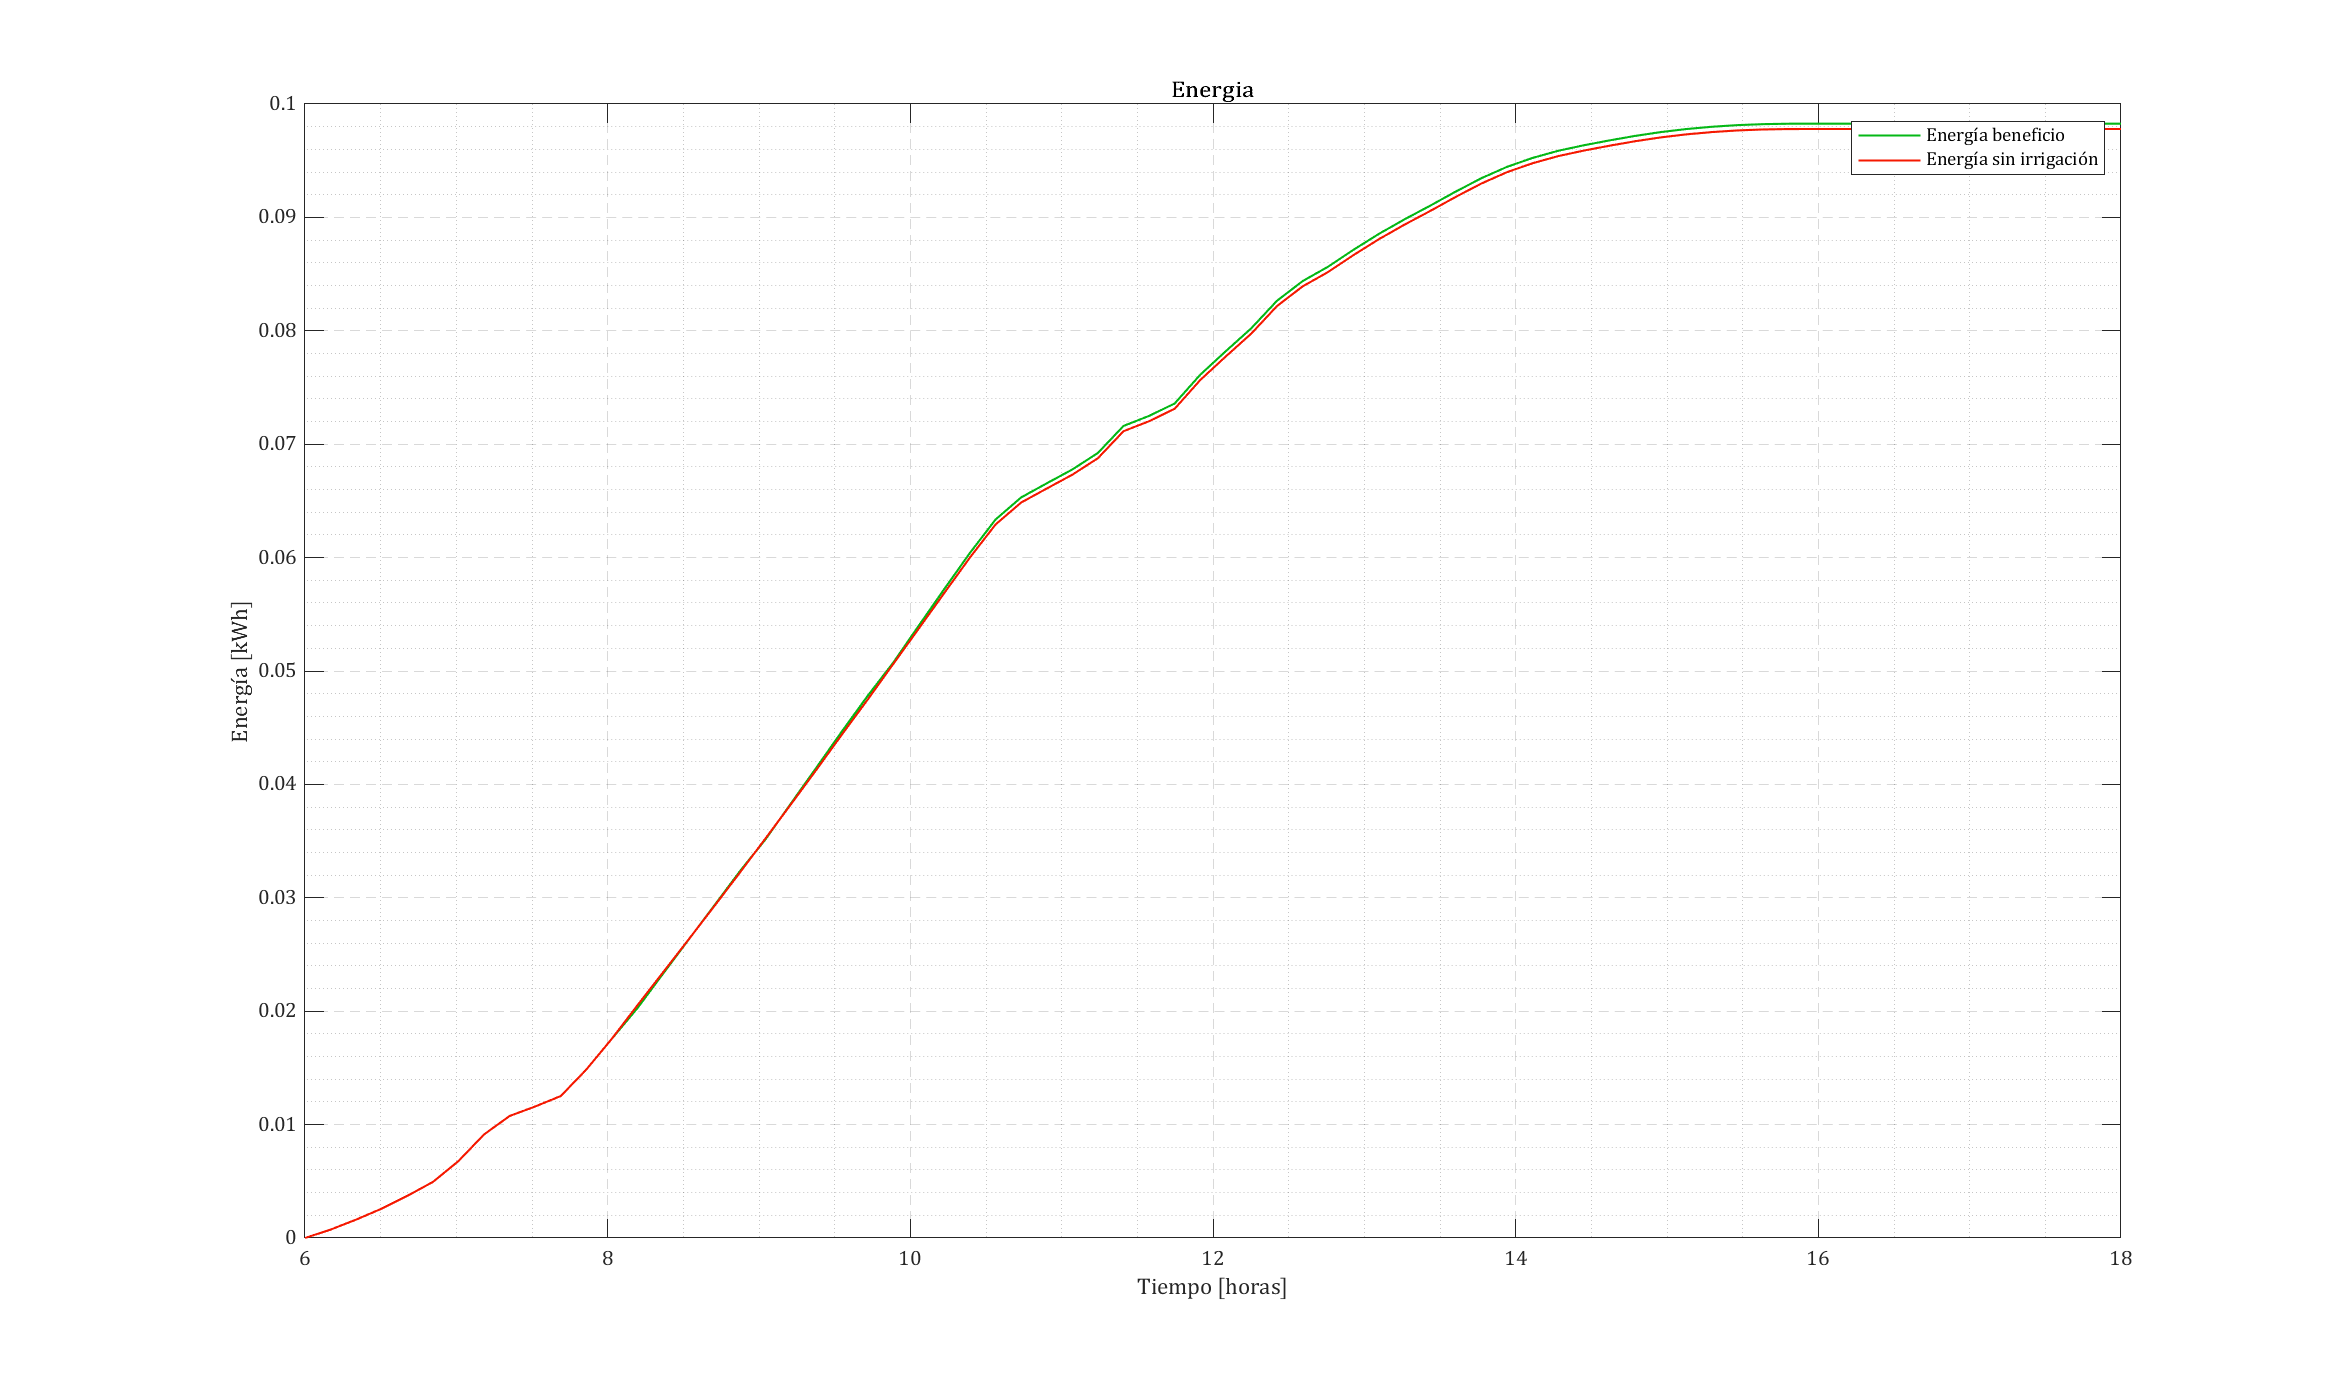 Energia
0.1
0.09
0.08
0.07
0.06
0.05
0.04
0.03
0.02
0.01
0
Energía [kWh]
Energía beneficio
Energía sin irrigación
6 8 10 12 14 16 18
Tiempo [horas]